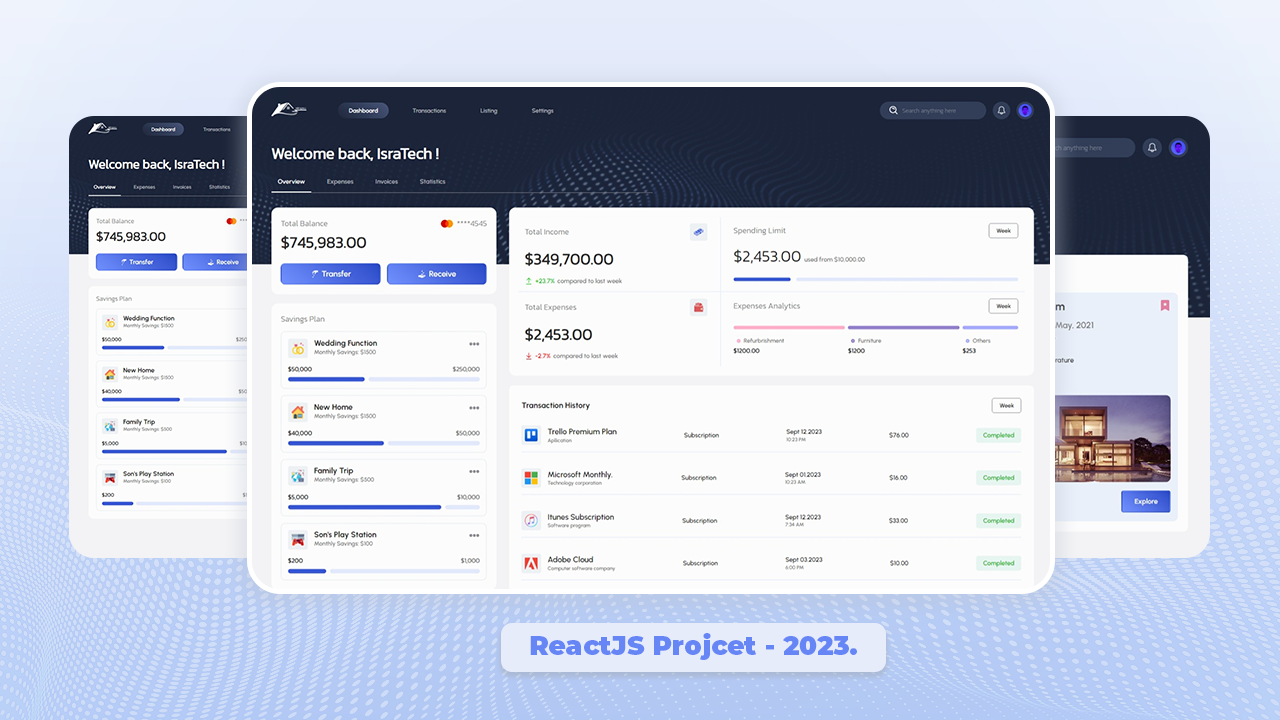 Dashboard
Transactions
Listing
Settings
Search anything here
Welcome back, IsraTech !
Overview
Expenses
Invoices
Statistics
Total Balance
****4545
$745,983.00
Transfer
Receive
Savings Plan
Wedding Function
Monthly Savings: $1500
$50,000
$250,000
New Home
Monthly Savings: $1500
$40,000
$50,000
Family Trip
Monthly Savings: $500
$5,000
$10,000
Son's Play Station
Monthly Savings: $100
$200
$1,000
Total Income
$349,700.00
+23.7% compared to last week
Total Expenses
$2,453.00
-2.7% compared to last week
Spending Limit
Week
$2,453.00 used from $10,000.00
Expenses Analytics
Week
Refurbrishment
$1200.00
Furniture
$1200
Others
$253
Transaction History
Week
Trello Premium Plan
Apllication
Subscription
Sept 12.2023
10:23 PM
$76.00
Completed
Microsoft Monthly.
Technology corporation
Subscription
Sept 01.2023
10:23 AM
$16.00
Completed
Itunes Subscription
Software program
Subscription
Sept 12.2023
7:34 AM
$33.00
Completed
Adobe Cloud
Computer software company
Subscription
Sept 03.2023
6:00 PM
$10.00
Completed
Dashboard
Transactions
Welcome back, IsraTech !
Overview
Expenses
Invoices
Statistics
Total Balance
$745,983.00
Transfer
Receive
Savings Plan
Wedding Function
Monthly Savings: $1500
$50,000
New Home
Monthly Savings: $1500
$40,000
Family Trip
Monthly Savings: $500
$5,000
Son's Play Station
Monthly Savings: $100
$200
anything here
May, 2021
Explore
ReactJS Projcet - 2023.